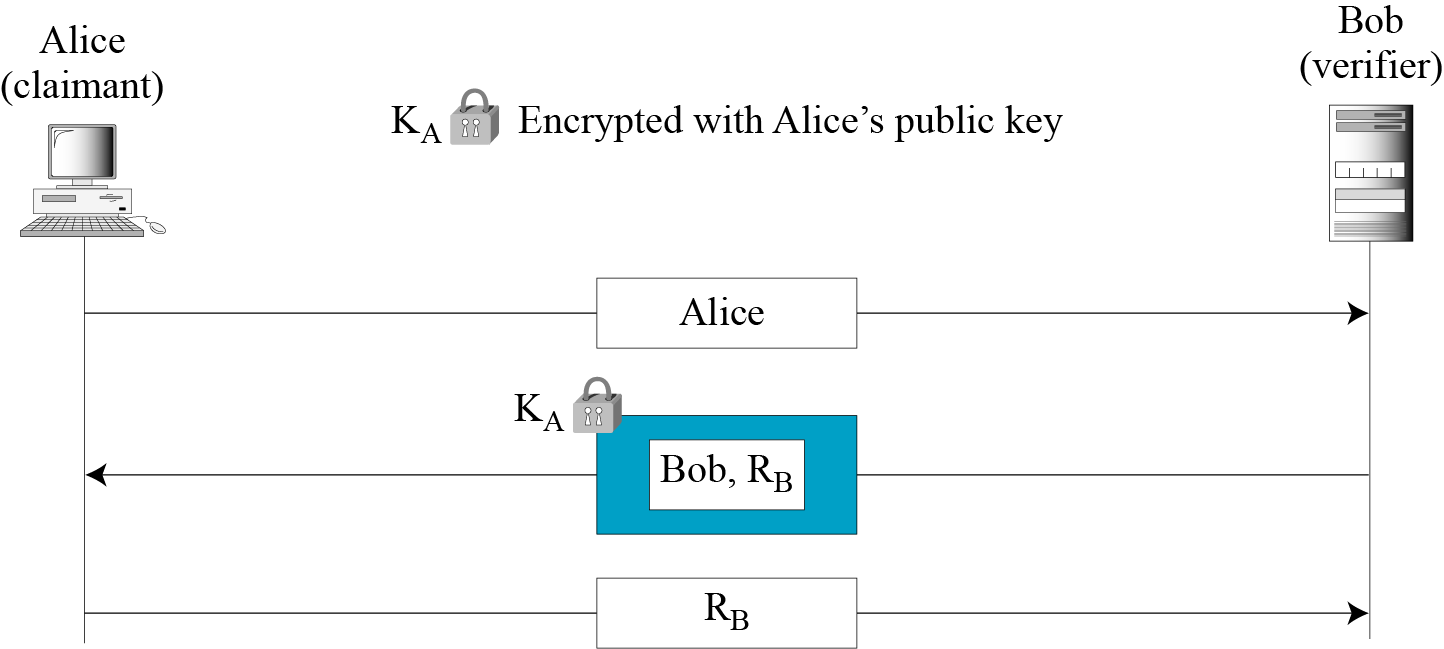 Alice
(claimant)
Bob
(verifier)
K_A Encrypted with Alice’s public key
Alice
K_A
Bob, R_B
R_B